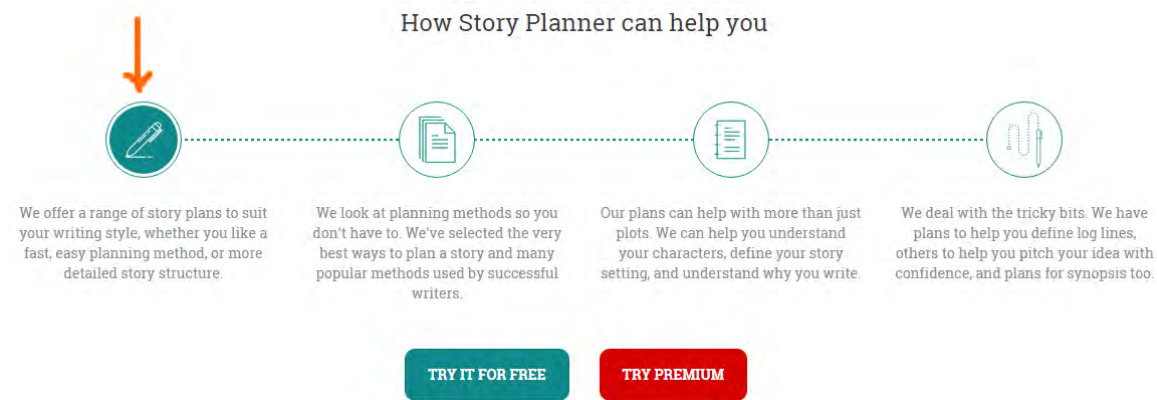 How Story Planner can help you
We offer a range of story plans to suit
your writing style, whether you like a
fast, easy planning method, or more
detailed story structure.
We look at planning methods so you
don't have to. We've selected the very
best ways to plan a story and many
popular methods used by successful
writers.
Our plans can help with more than just
plots. We can help you understand
your characters, define your story
setting, and understand why you write.
We deal with the tricky bits. We have
plans to help you define log lines,
others to help you pitch your idea with
confidence, and plans for synopsis too.
TRY IT FOR FREE
TRY PREMIUM